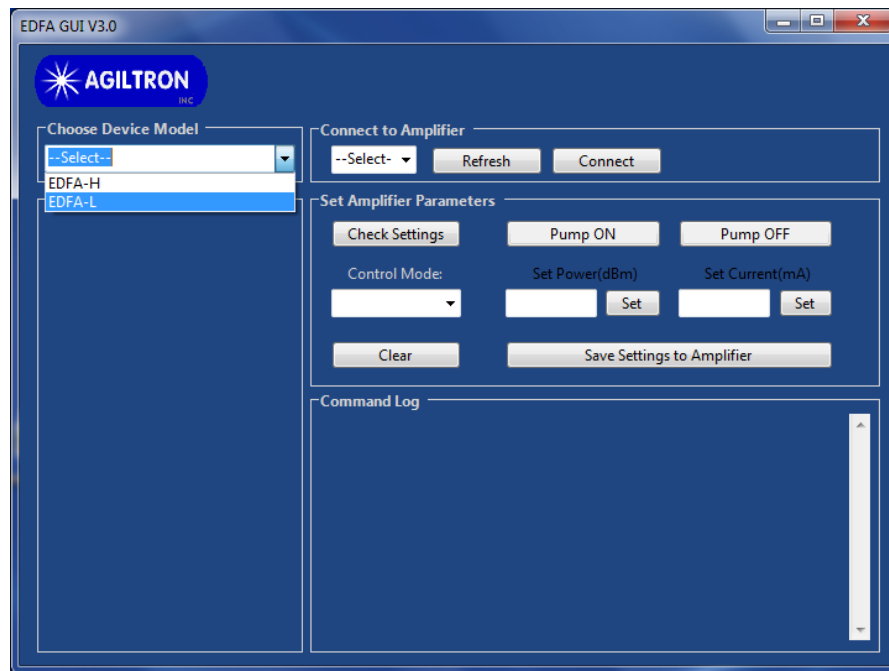 EDFA GUI V3.0
AGILTRON
INC
Choose Device Model
--Select--
EDFA-H
EDFA-L
Connect to Amplifier
--Select- Refresh Connect
Set Amplifier Parameters
Check Settings Pump ON Pump OFF
Control Mode: Set Power(dBm) Set Current(mA)
Set Set
Clear Save Settings to Amplifier
Command Log